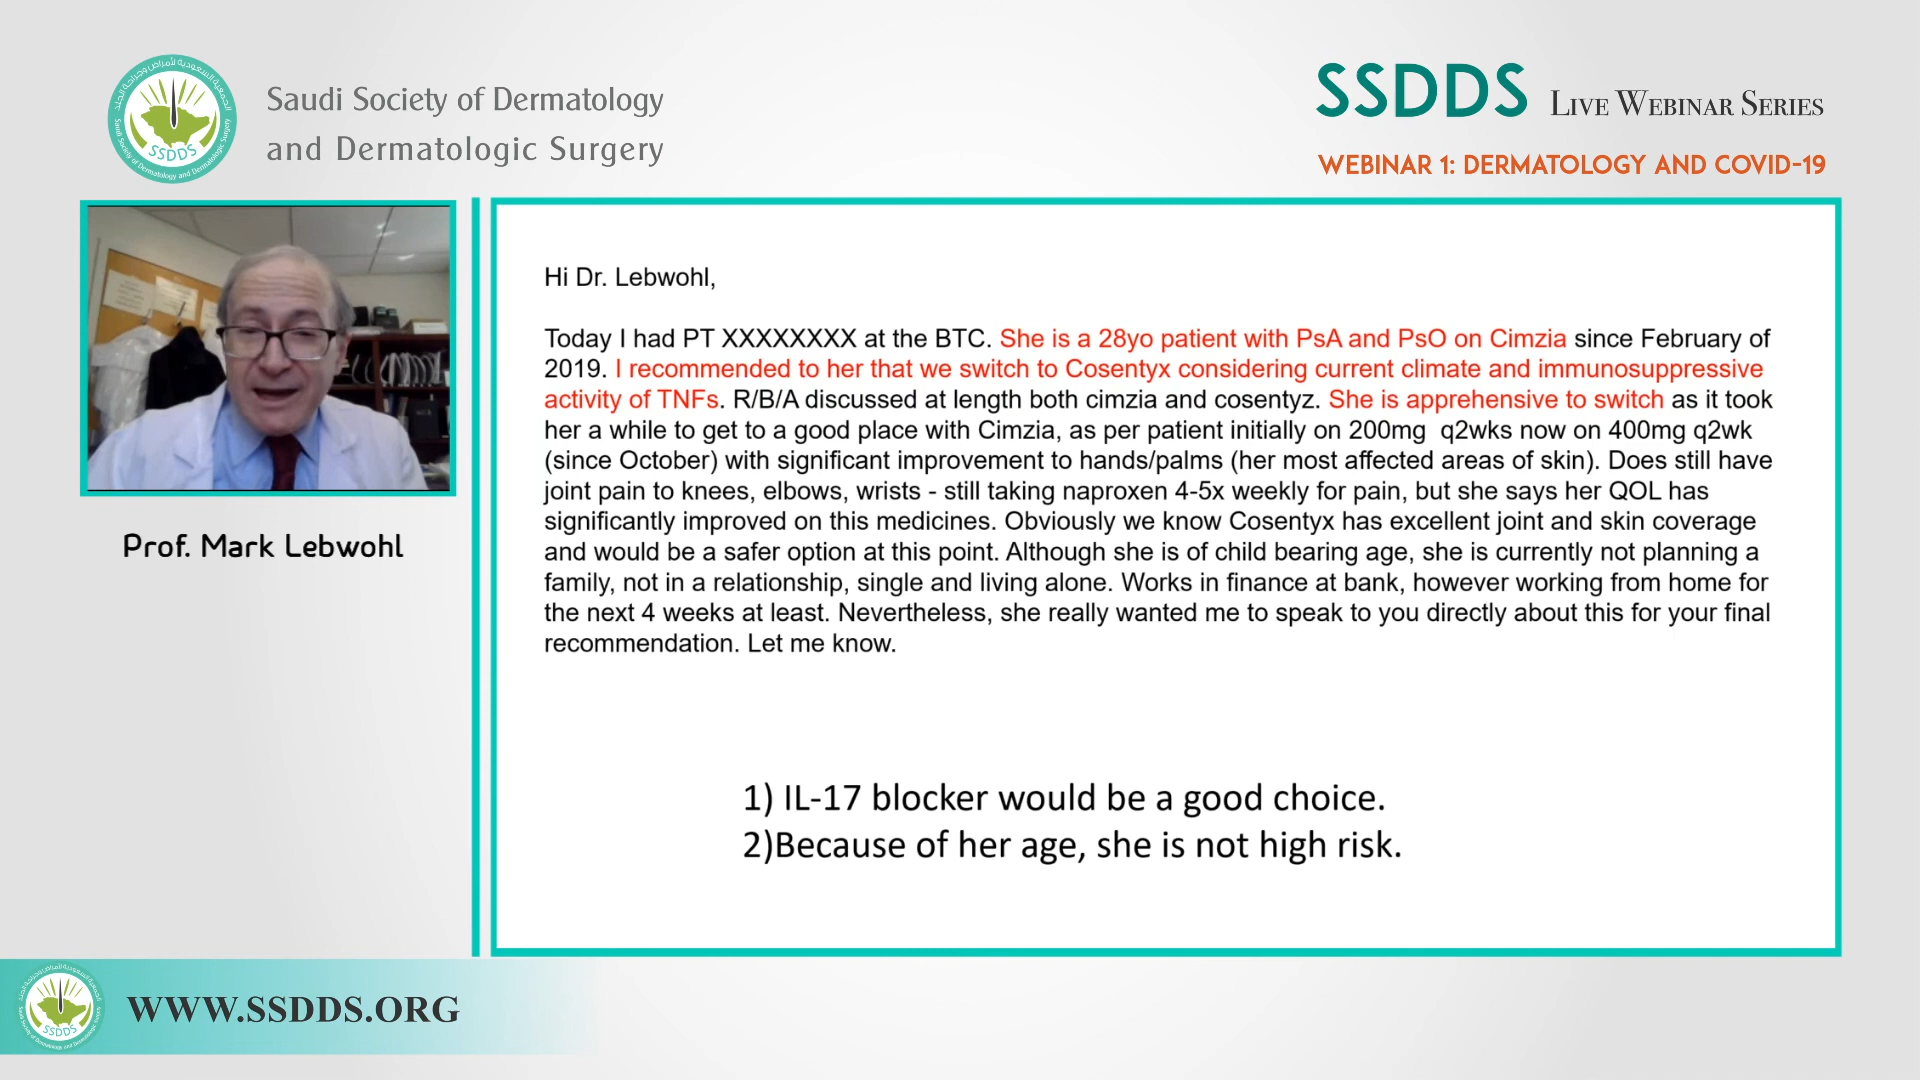 Saudi Society of Dermatology
and Dermatologic Surgery
SSDDS
SSDDS LIVE WEBINAR SERIES
WEBINAR 1: DERMATOLOGY AND COVID-19
Prof. Mark Lebwohl
Hi Dr. Lebwohl,
Today I had PT XXXXXXXX at the BTC. She is a 28yo patient with PsA and PsO on Cimzia since February of
2019. I recommended to her that we switch to Cosentyx considering current climate and immunosuppressive
activity of TNFs. R/B/A discussed at length both cimzia and cosentyz. She is apprehensive to switch as it took
her a while to get to a good place with Cimzia, as per patient initially on 200mg  q2wks now on 400mg q2wk
(since October) with significant improvement to hands/palms (her most affected areas of skin). Does still have
joint pain to knees, elbows, wrists - still taking naproxen 4-5x weekly for pain, but she says her QOL has
significantly improved on this medicines. Obviously we know Cosentyx has excellent joint and skin coverage
and would be a safer option at this point. Although she is of child bearing age, she is currently not planning a
family, not in a relationship, single and living alone. Works in finance at bank, however working from home for
the next 4 weeks at least. Nevertheless, she really wanted me to speak to you directly about this for your final
recommendation. Let me know.
1) IL-17 blocker would be a good choice.
2)Because of her age, she is not high risk.
SSDDS
WWW.SSDDS.ORG